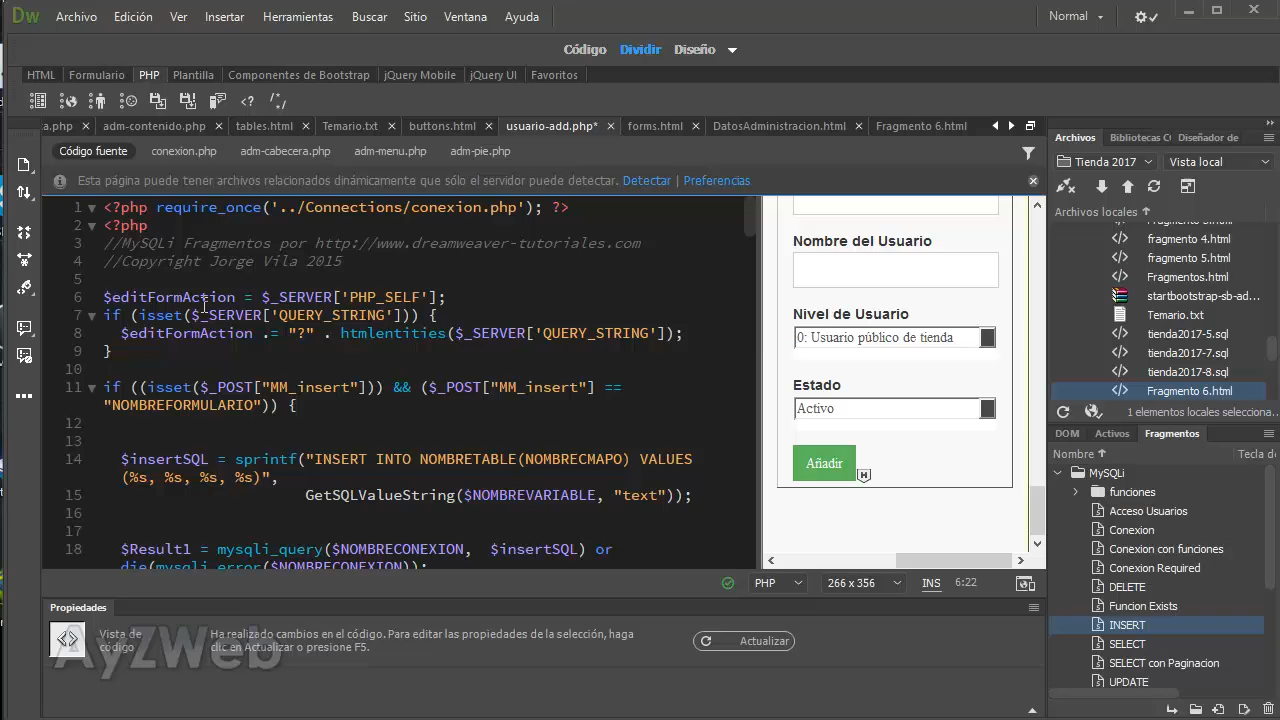 Dw Archivo Edición Ver Insertar Herramientas Buscar Sitio Ventana Ayuda Normal
Código Dividir Diseño
HTML Formulario PHP Plantilla Componentes de Bootstrap jQuery Mobile jQuery UI Favoritos
ta.php adm-contenido.php tables.html Temario.txt buttons.html usuario-add.php* forms.html DatosAdministracion.html Fragmento 6.html
Código fuente conexion.php adm-cabecera.php adm-menu.php adm-pie.php
Esta página puede tener archivos relacionados dinámicamente que sólo el servidor puede detectar. Detectar | Preferencias
1 <?php require_once('../Connections/conexion.php'); ?>
2 <?php
3 //MySQLi Fragmentos por http://www.dreamweaver-tutoriales.com
4 //Copyright Jorge Vila 2015
5
6 $editFormAction = $_SERVER['PHP_SELF'];
7 if (isset($_SERVER['QUERY_STRING'])) {
8 $editFormAction .= "?" . htmlentities($_SERVER['QUERY_STRING']);
9 }
10
11 if ((isset($_POST["MM_insert"])) && ($_POST["MM_insert"] ==
"NOMBREFORMULARIO")) {
12
13
14 $insertSQL = sprintf("INSERT INTO NOMBRETABLE(NOMBRECMAPO) VALUES
(%s, %s, %s, %s)",
15 GetSQLValueString($NOMBREVARIABLE, "text"));
16
17
18 $Result1 = mysqli_query($NOMBRECONEXION, $insertSQL) or
die(mysqli_error($NOMBRECONEXION));
Nombre del Usuario
Nivel de Usuario
0: Usuario público de tienda
Estado
Activo
Añadir
PHP 266 x 356 INS 6:22
Propiedades
Vista de código
Ha realizado cambios en el código. Para editar las propiedades de la selección, haga
clic en Actualizar o presione F5.
Actualizar
AyZWeb
Archivos Bibliotecas CC Diseñador de
Tienda 2017 Vista local
Archivos locales
fragmento 4.html
fragmento 5.html
Fragmentos.html
startbootstrap-sb-ad...
Temario.txt
tienda2017-5.sql
tienda2017-7.sql
tienda2017-8.sql
Fragmento 6.html
1 elementos locales selecciona...
DOM Activos Fragmentos
Nombre Tecla d
MySQLi
funciones
Acceso Usuarios
Conexion
Conexion con funciones
Conexion Required
DELETE
Funcion Exists
INSERT
SELECT
SELECT con Paginacion
UPDATE